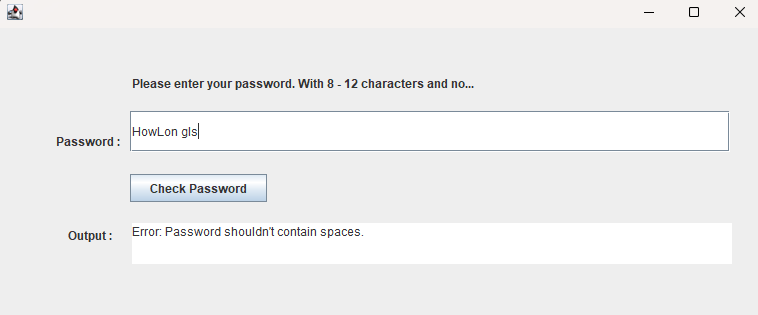 Please enter your password. With 8 - 12 characters and no...
Password :
HowLon gls
Check Password
Output :
Error: Password shouldn't contain spaces.